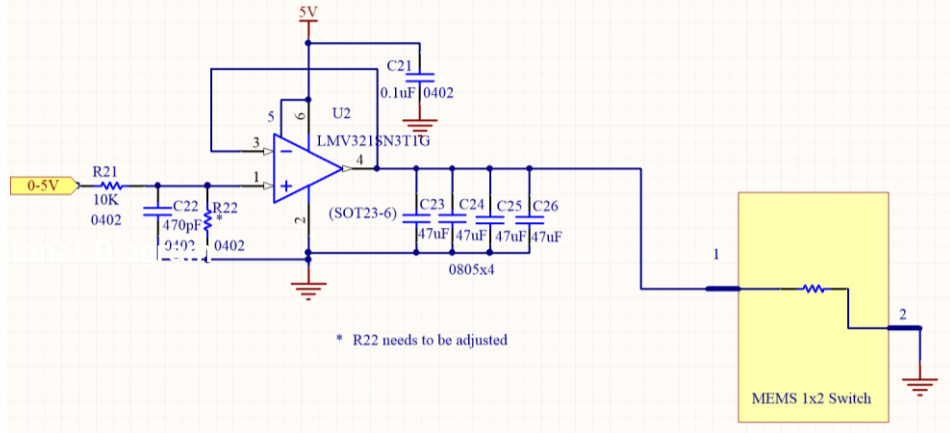 5V
C21
0.1uF 0402
5
6
U2
LMV321SN3T1G
3
4
1
2
0-5V
R21
10K
0402
C22
470pF
0402
R22
*
0402
(SOT23-6)
C23
47uF
C24
47uF
C25
47uF
C26
47uF
0805x4
* R22 needs to be adjusted
1
2
MEMS 1x2 Switch